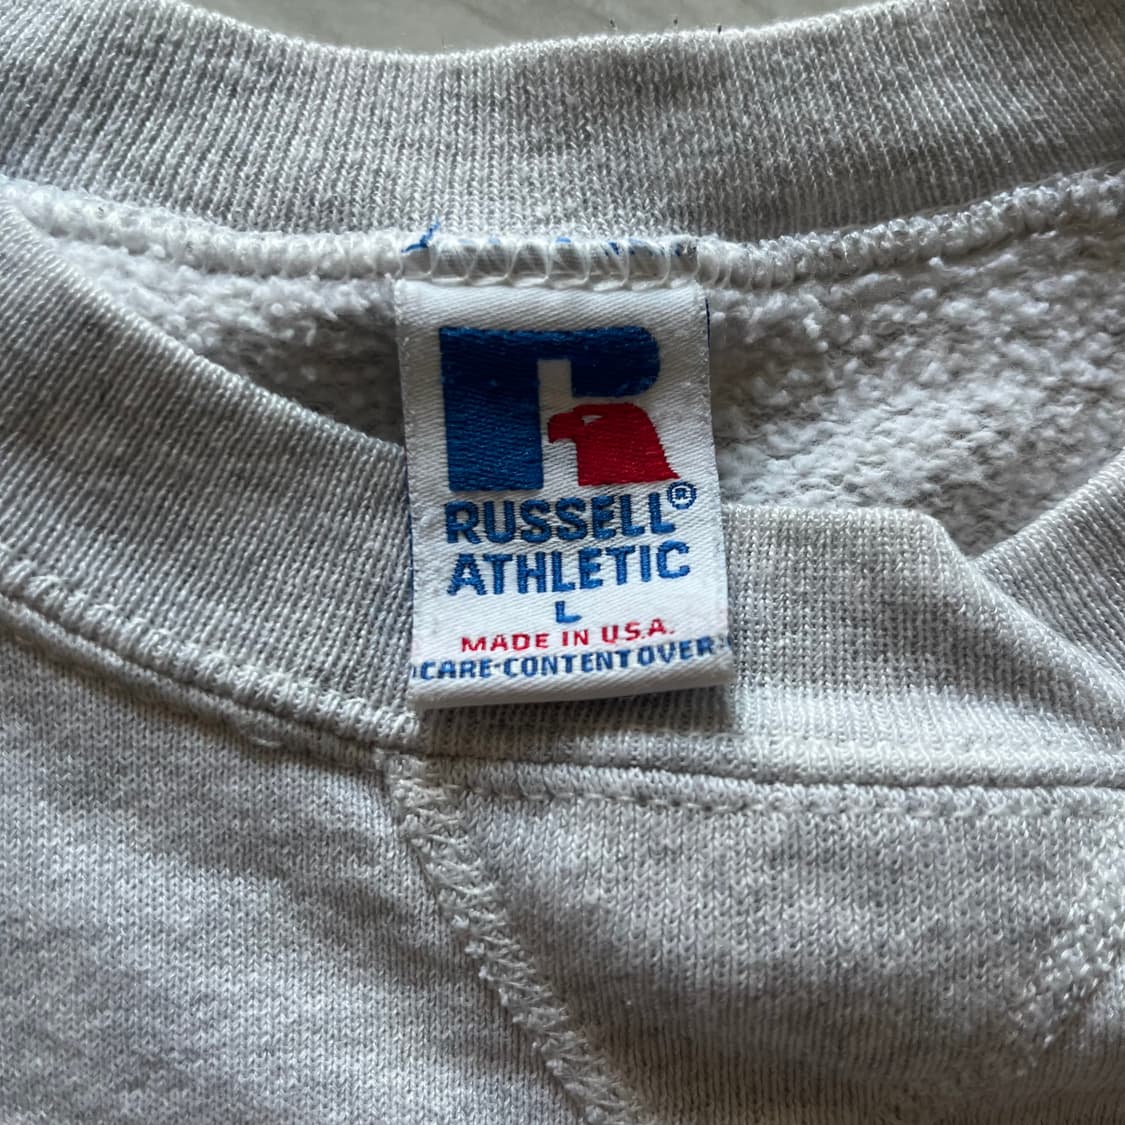 RUSSELL®
ATHLETIC
L
MADE IN U.S.A.
CARE·CONTENT OVER